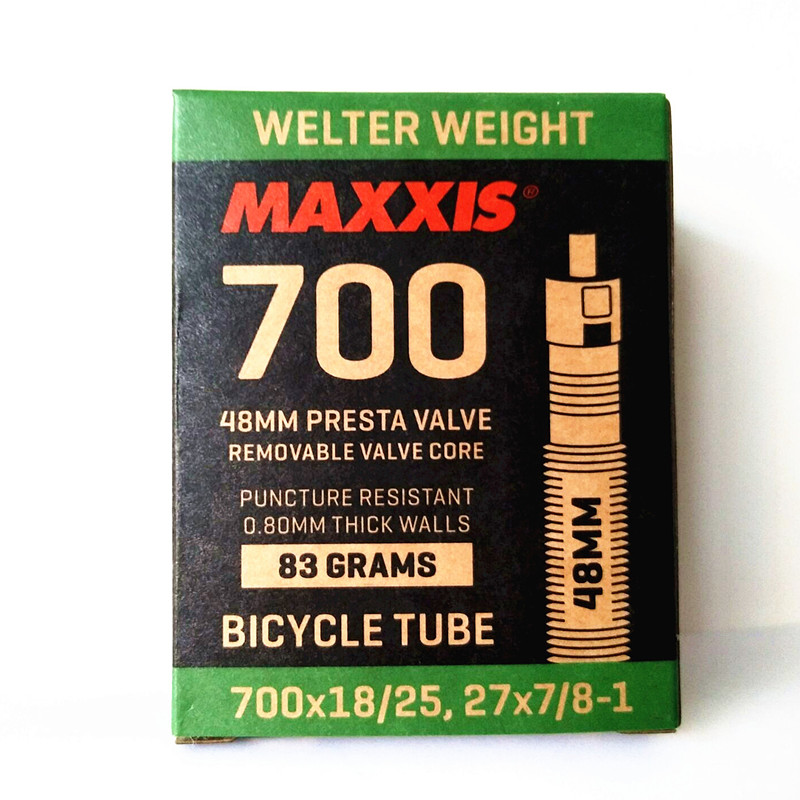 WELTER WEIGHT
MAXXIS®
700
48MM PRESTA VALVE
REMOVABLE VALVE CORE
PUNCTURE RESISTANT
0.80MM THICK WALLS
83 GRAMS
BICYCLE TUBE
48MM
700x18/25, 27x7/8-1